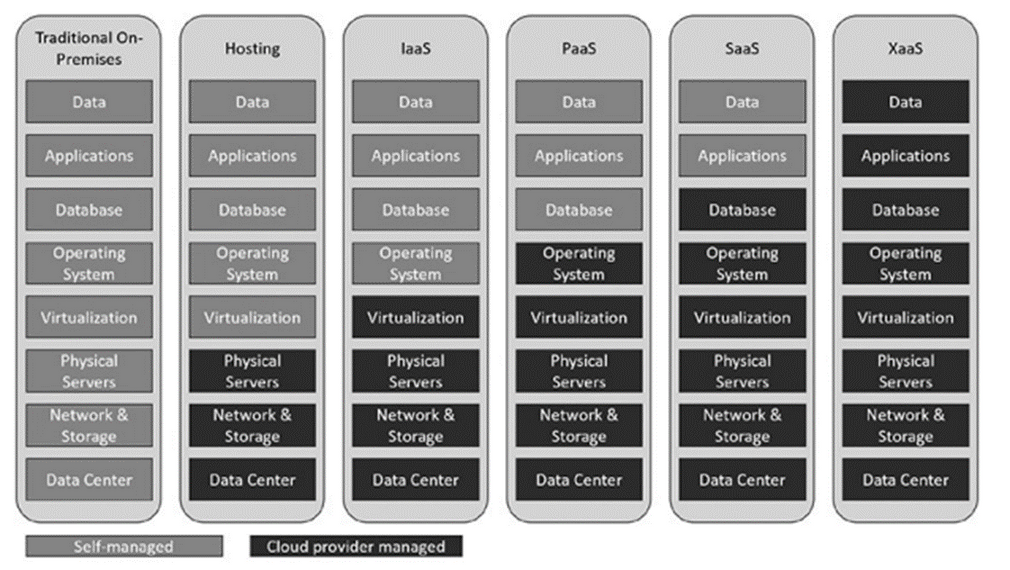 Traditional On-
Premises
Data
Applications
Database
Operating
System
Virtualization
Physical
Servers
Network &
Storage
Data Center
Hosting
Data
Applications
Database
Operating
System
Virtualization
Physical
Servers
Network &
Storage
Data Center
IaaS
Data
Applications
Database
Operating
System
Virtualization
Physical
Servers
Network &
Storage
Data Center
PaaS
Data
Applications
Database
Operating
System
Virtualization
Physical
Servers
Network &
Storage
Data Center
SaaS
Data
Applications
Database
Operating
System
Virtualization
Physical
Servers
Network &
Storage
Data Center
XaaS
Data
Applications
Database
Operating
System
Virtualization
Physical
Servers
Network &
Storage
Data Center
Self-managed
Cloud provider managed